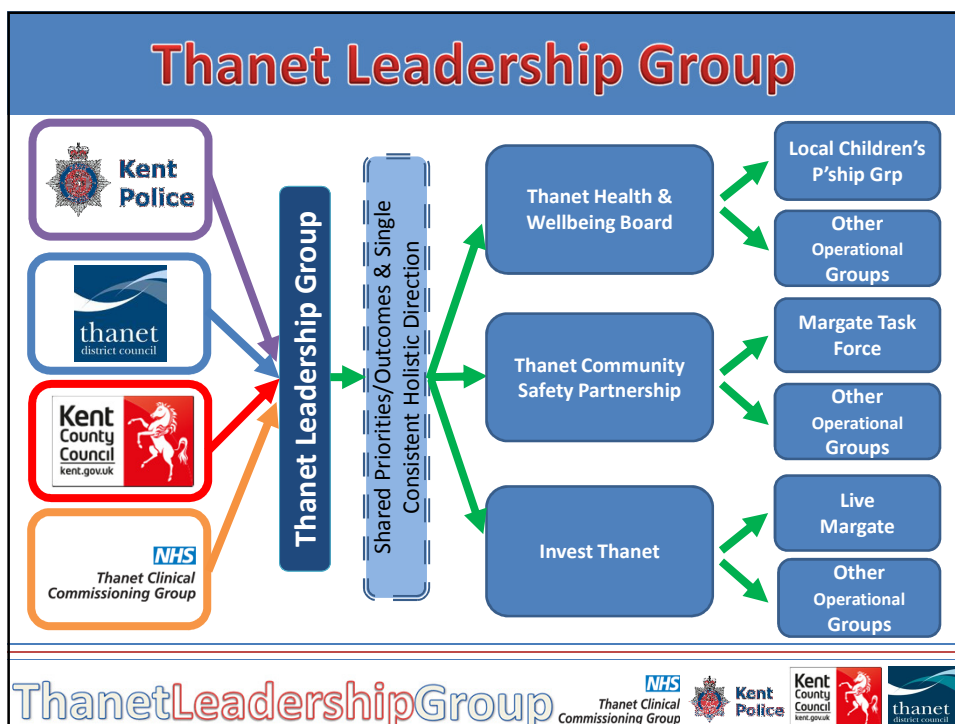 Thanet Leadership Group
Kent
Police
thanet
district council
Kent
County
Council
kent.gov.uk
NHS
Thanet Clinical
Commissioning Group
Thanet Leadership Group
Shared Priorities/Outcomes & Single
Consistent Holistic Direction
Thanet Health &
Wellbeing Board
Thanet Community
Safety Partnership
Invest Thanet
Local Children's
P'ship Grp
Other
Operational
Groups
Margate Task
Force
Other
Operational
Groups
Live
Margate
Other
Operational
Groups
ThanetLeadershipGroup
NHS
Thanet Clinical
Commissioning Group
Kent
Police
Kent
County
Council
kent.gov.uk
thanet
district council